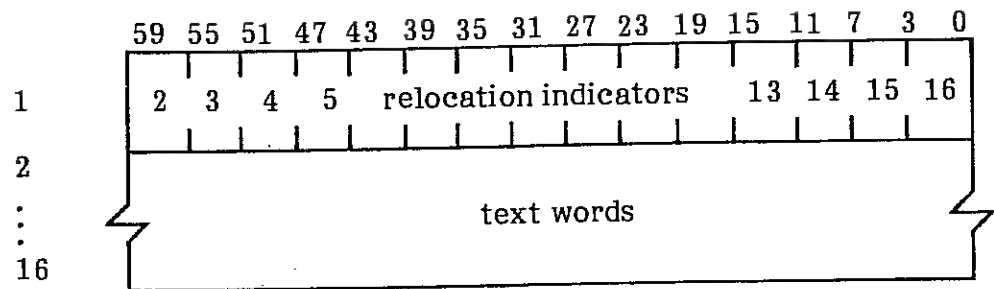 59 55 51 47 43 39 35 31 27 23 19 15 11 7 3 0
1 2 3 4 5 relocation indicators 13 14 15 16
2
text words
16